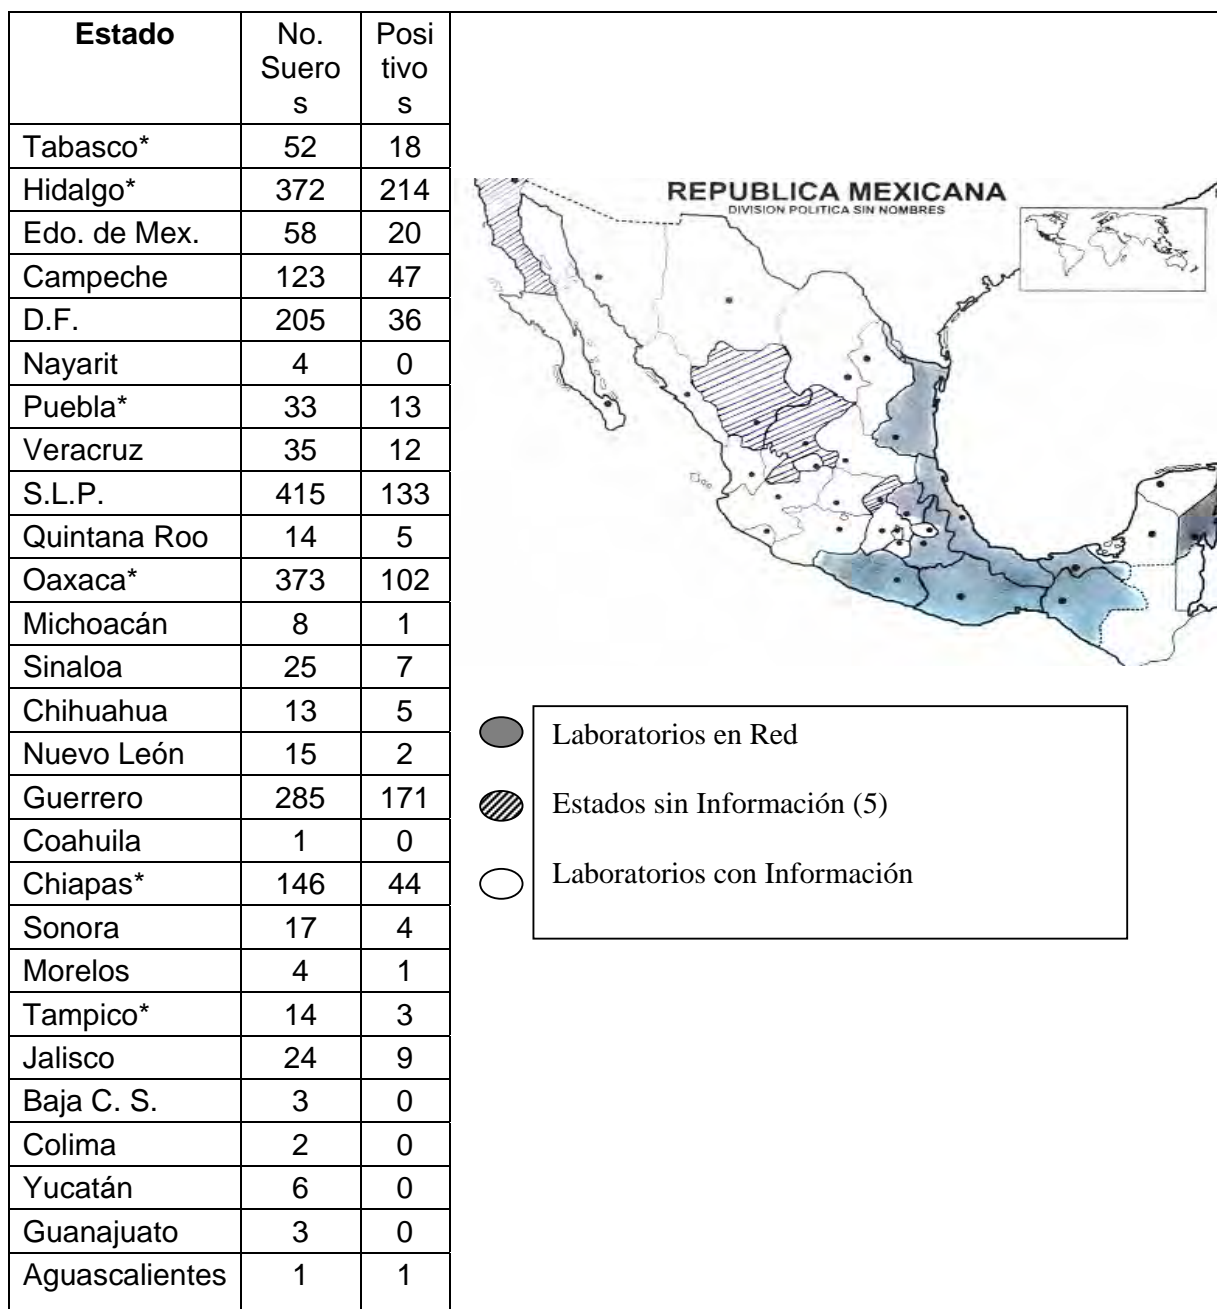 Estado No. Posi
Suero tivo
s s
Tabasco* 52 18
Hidalgo* 372 214
Edo. de Mex. 58 20
Campeche 123 47
D.F. 205 36
Nayarit 4 0
Puebla* 33 13
Veracruz 35 12
S.L.P. 415 133
Quintana Roo 14 5
Oaxaca* 373 102
Michoacán 8 1
Sinaloa 25 7
Chihuahua 13 5
Nuevo León 15 2
Guerrero 285 171
Coahuila 1 0
Chiapas* 146 44
Sonora 17 4
Morelos 4 1
Tampico* 14 3
Jalisco 24 9
Baja C. S. 3 0
Colima 2 0
Yucatán 6 0
Guanajuato 3 0
Aguascalientes 1 1
REPUBLICA MEXICANA
DIVISION POLITICA SIN NOMBRES
Laboratorios en Red
Estados sin Información (5)
Laboratorios con Información